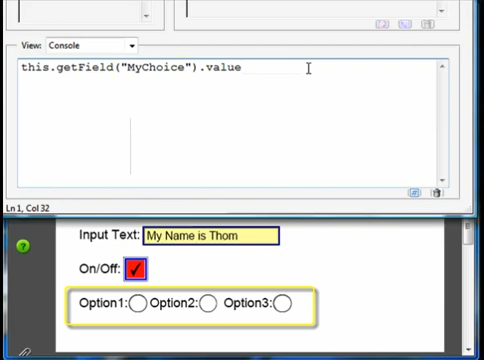 View: Console
this.getField("MyChoice").value
Ln 1, Col 32
Input Text: My Name is Thom
On/Off:
Option1: Option2: Option3: